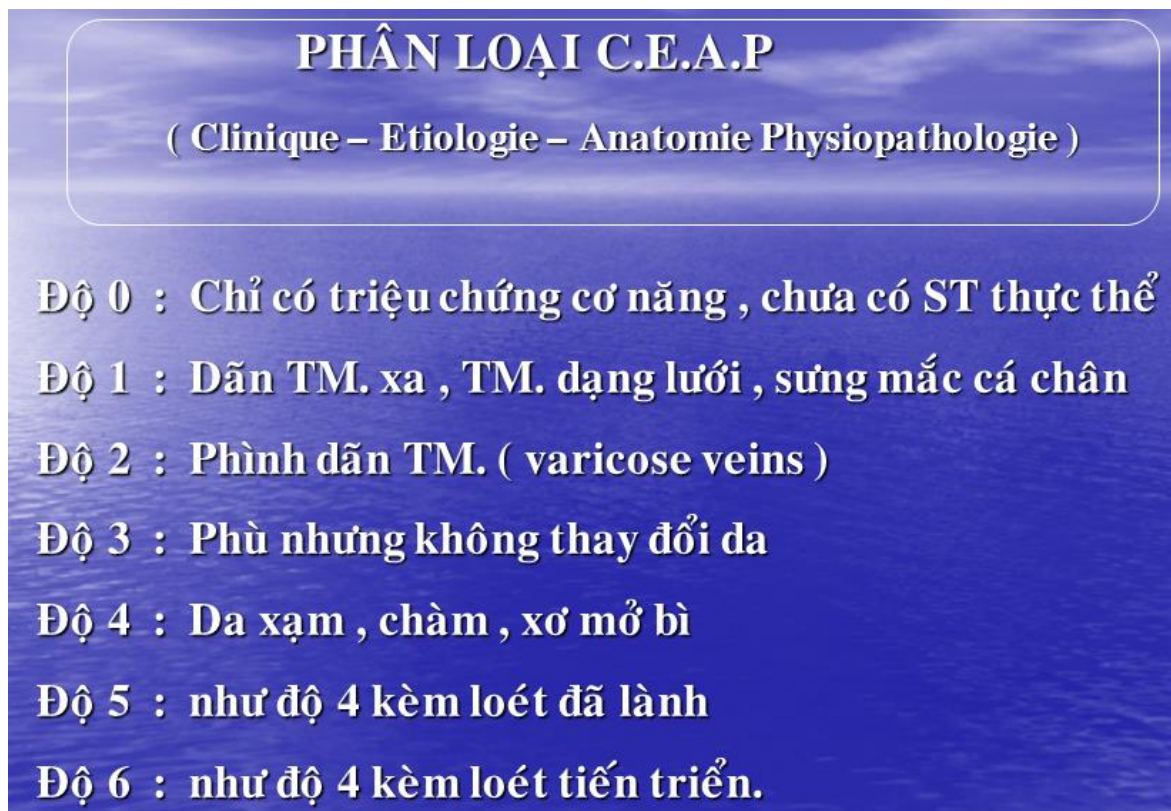 PHÂN LOẠI C.E.A.P
( Clinique – Etiologie – Anatomie Physiopathologie )
Độ 0 : Chỉ có triệu chứng cơ năng , chưa có ST thực thể
Độ 1 : Dãn TM. xa , TM. dạng lưới , sưng mắc cá chân
Độ 2 : Phình dãn TM. ( varicose veins )
Độ 3 : Phù nhưng không thay đổi da
Độ 4 : Da xạm , chàm , xơ mở bì
Độ 5 : như độ 4 kèm loét đã lành
Độ 6 : như độ 4 kèm loét tiến triển.